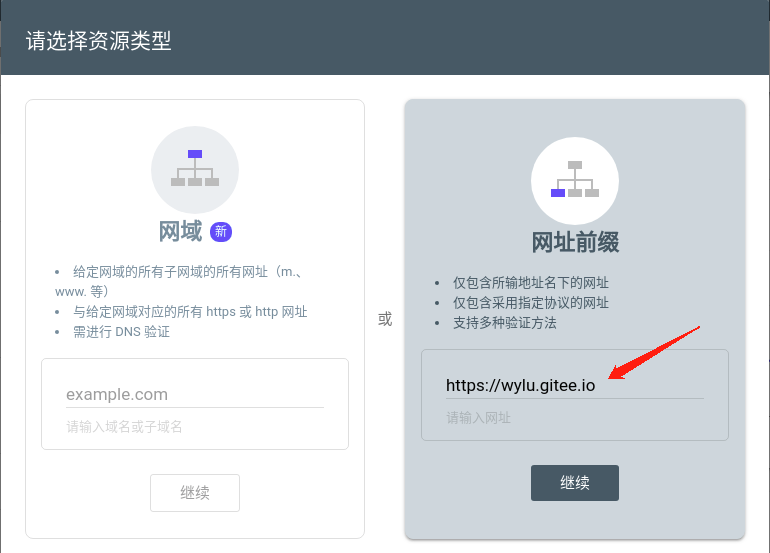 请选择资源类型
网域 新
• 给定网域的所有子网域的所有网址（m.、
www. 等）
• 与给定网域对应的所有 https 或 http 网址
• 需进行 DNS 验证
example.com
请输入域名或子域名
继续
或
网址前缀
• 仅包含所输地址名下的网址
• 仅包含采用指定协议的网址
• 支持多种验证方法
https://wylu.gitee.io
请输入网址
继续